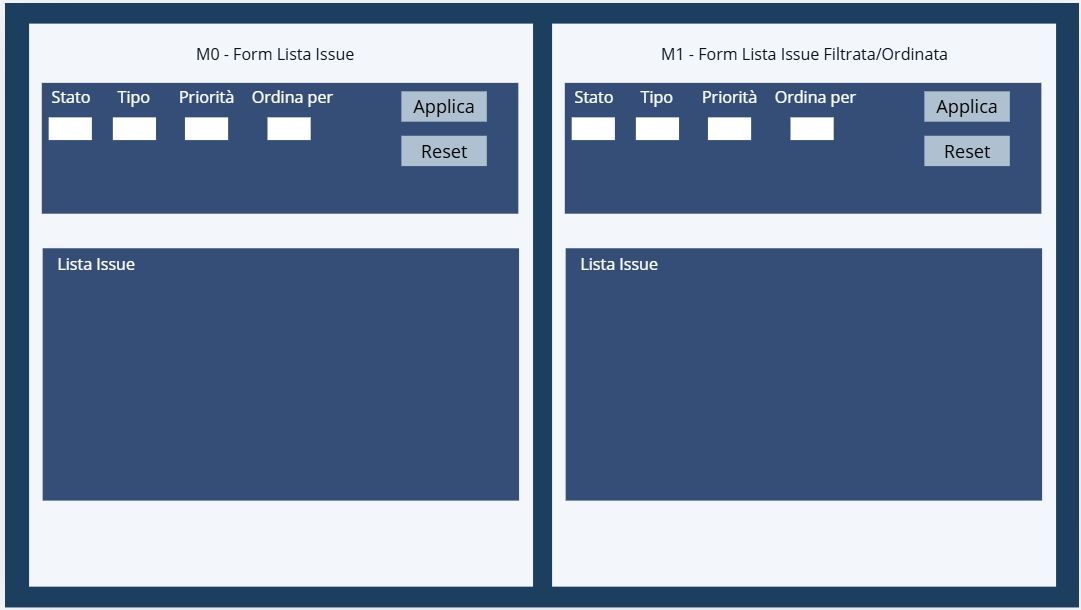 M0 - Form Lista Issue
Stato Tipo Priorità Ordina per
Applica
Reset
Lista Issue
M1 - Form Lista Issue Filtrata/Ordinata
Stato Tipo Priorità Ordina per
Applica
Reset
Lista Issue